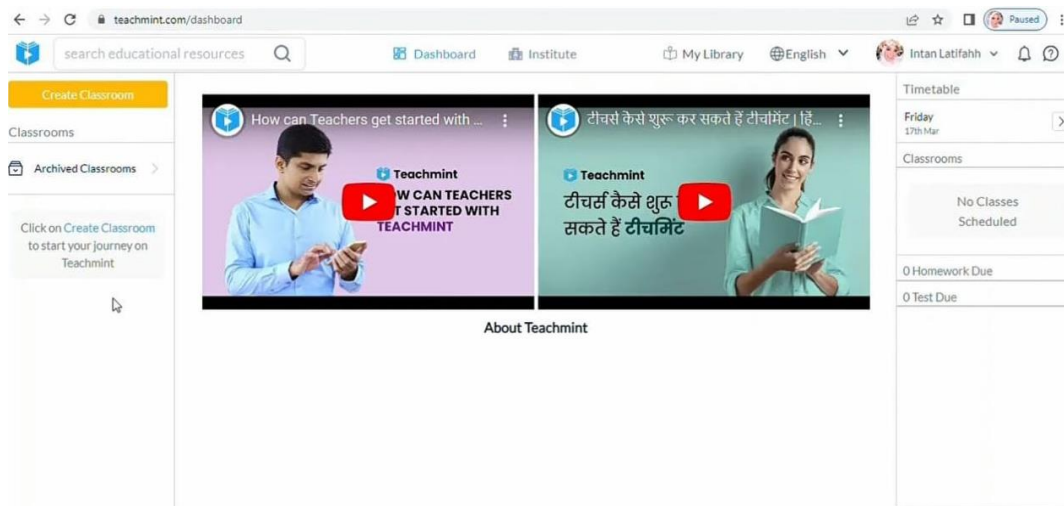 teachmint.com/dashboard
Paused
search educational resources
Dashboard
Institute
My Library
English
Intan Latifahh
Create Classroom
Classrooms
Archived Classrooms
Click on Create Classroom
to start your journey on
Teachmint
How can Teachers get started with ...
Teachmint
W CAN TEACHERS
T STARTED WITH
TEACHMINT
टीचर्स कैसे शुरू कर सकते हैं टीचमिंट | हिं...
Teachmint
टीचर्स कैसे शुरू
सकते हैं टीचमिंट
About Teachmint
Timetable
Friday
17th Mar
Classrooms
No Classes
Scheduled
0 Homework Due
0 Test Due